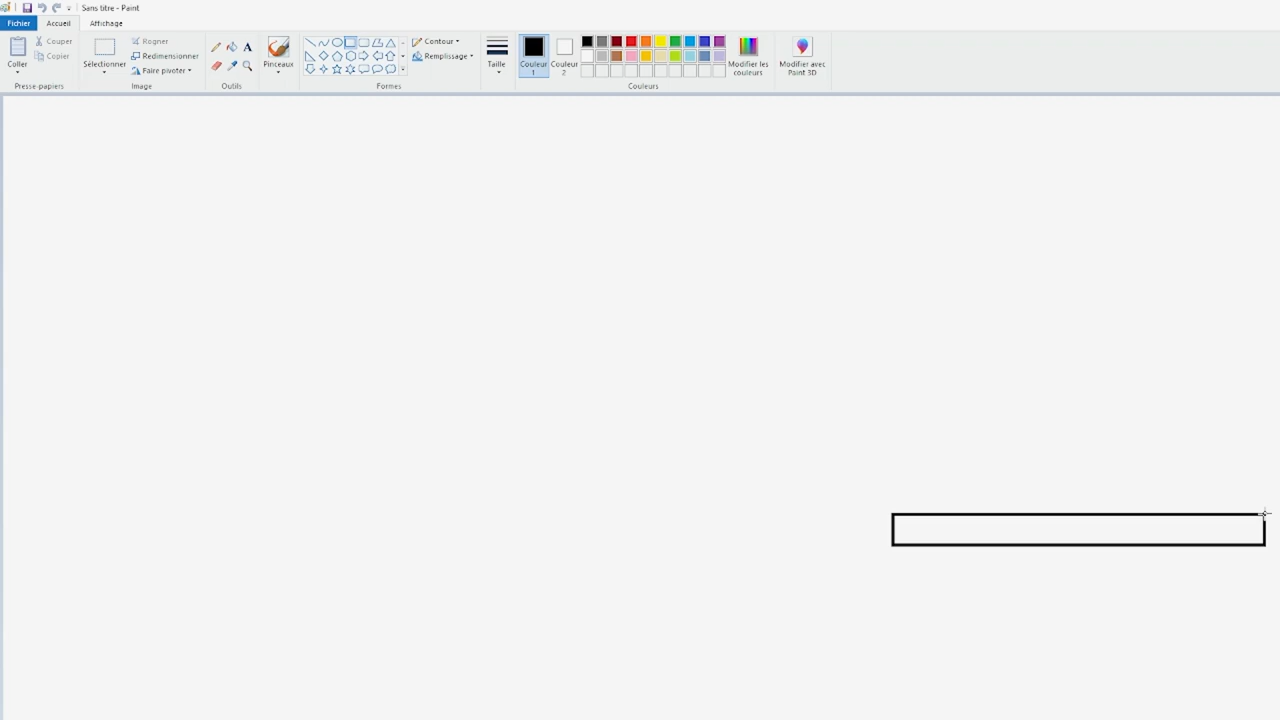 Sans titre - Paint
Fichier Accueil Affichage
Coller
Couper
Copier
Presse-papiers
Sélectionner
Rogner
Redimensionner
Faire pivoter
Image
A
Outils
Pinceaux
Contour
Remplissage
Formes
Taille
Couleur 1
Couleur 2
Modifier les couleurs
Couleurs
Modifier avec Paint 3D